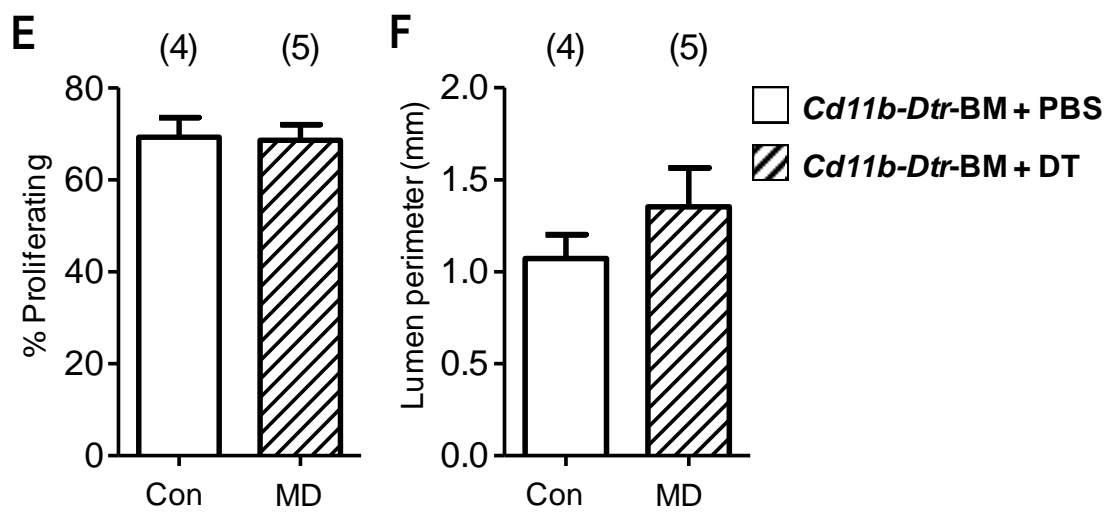 E
(4) (5)
% Proliferating
80
60
40
20
0
Con MD
F
(4) (5)
Lumen perimeter (mm)
2.0
1.5
1.0
0.5
0.0
Con MD
Cd11b-Dtr-BM + PBS
Cd11b-Dtr-BM + DT